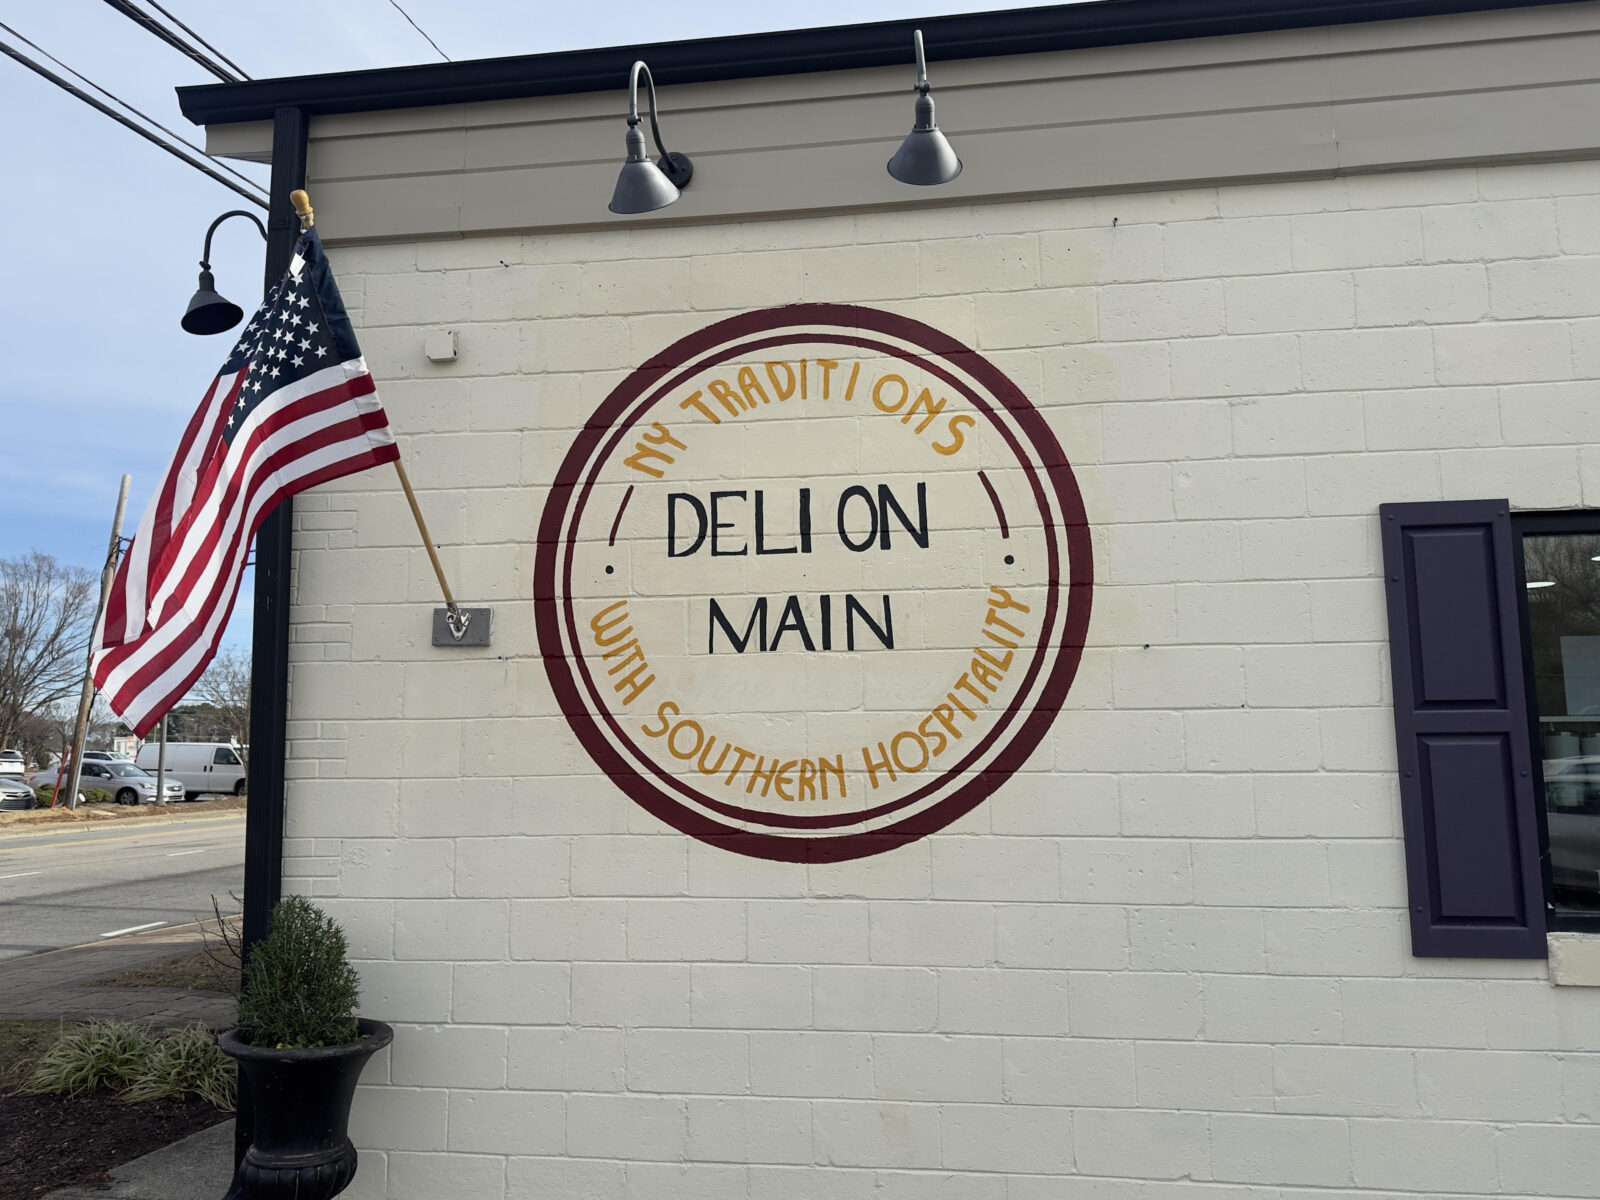 NY TRADITIONS
DELI ON
MAIN
WITH SOUTHERN HOSPITALITY